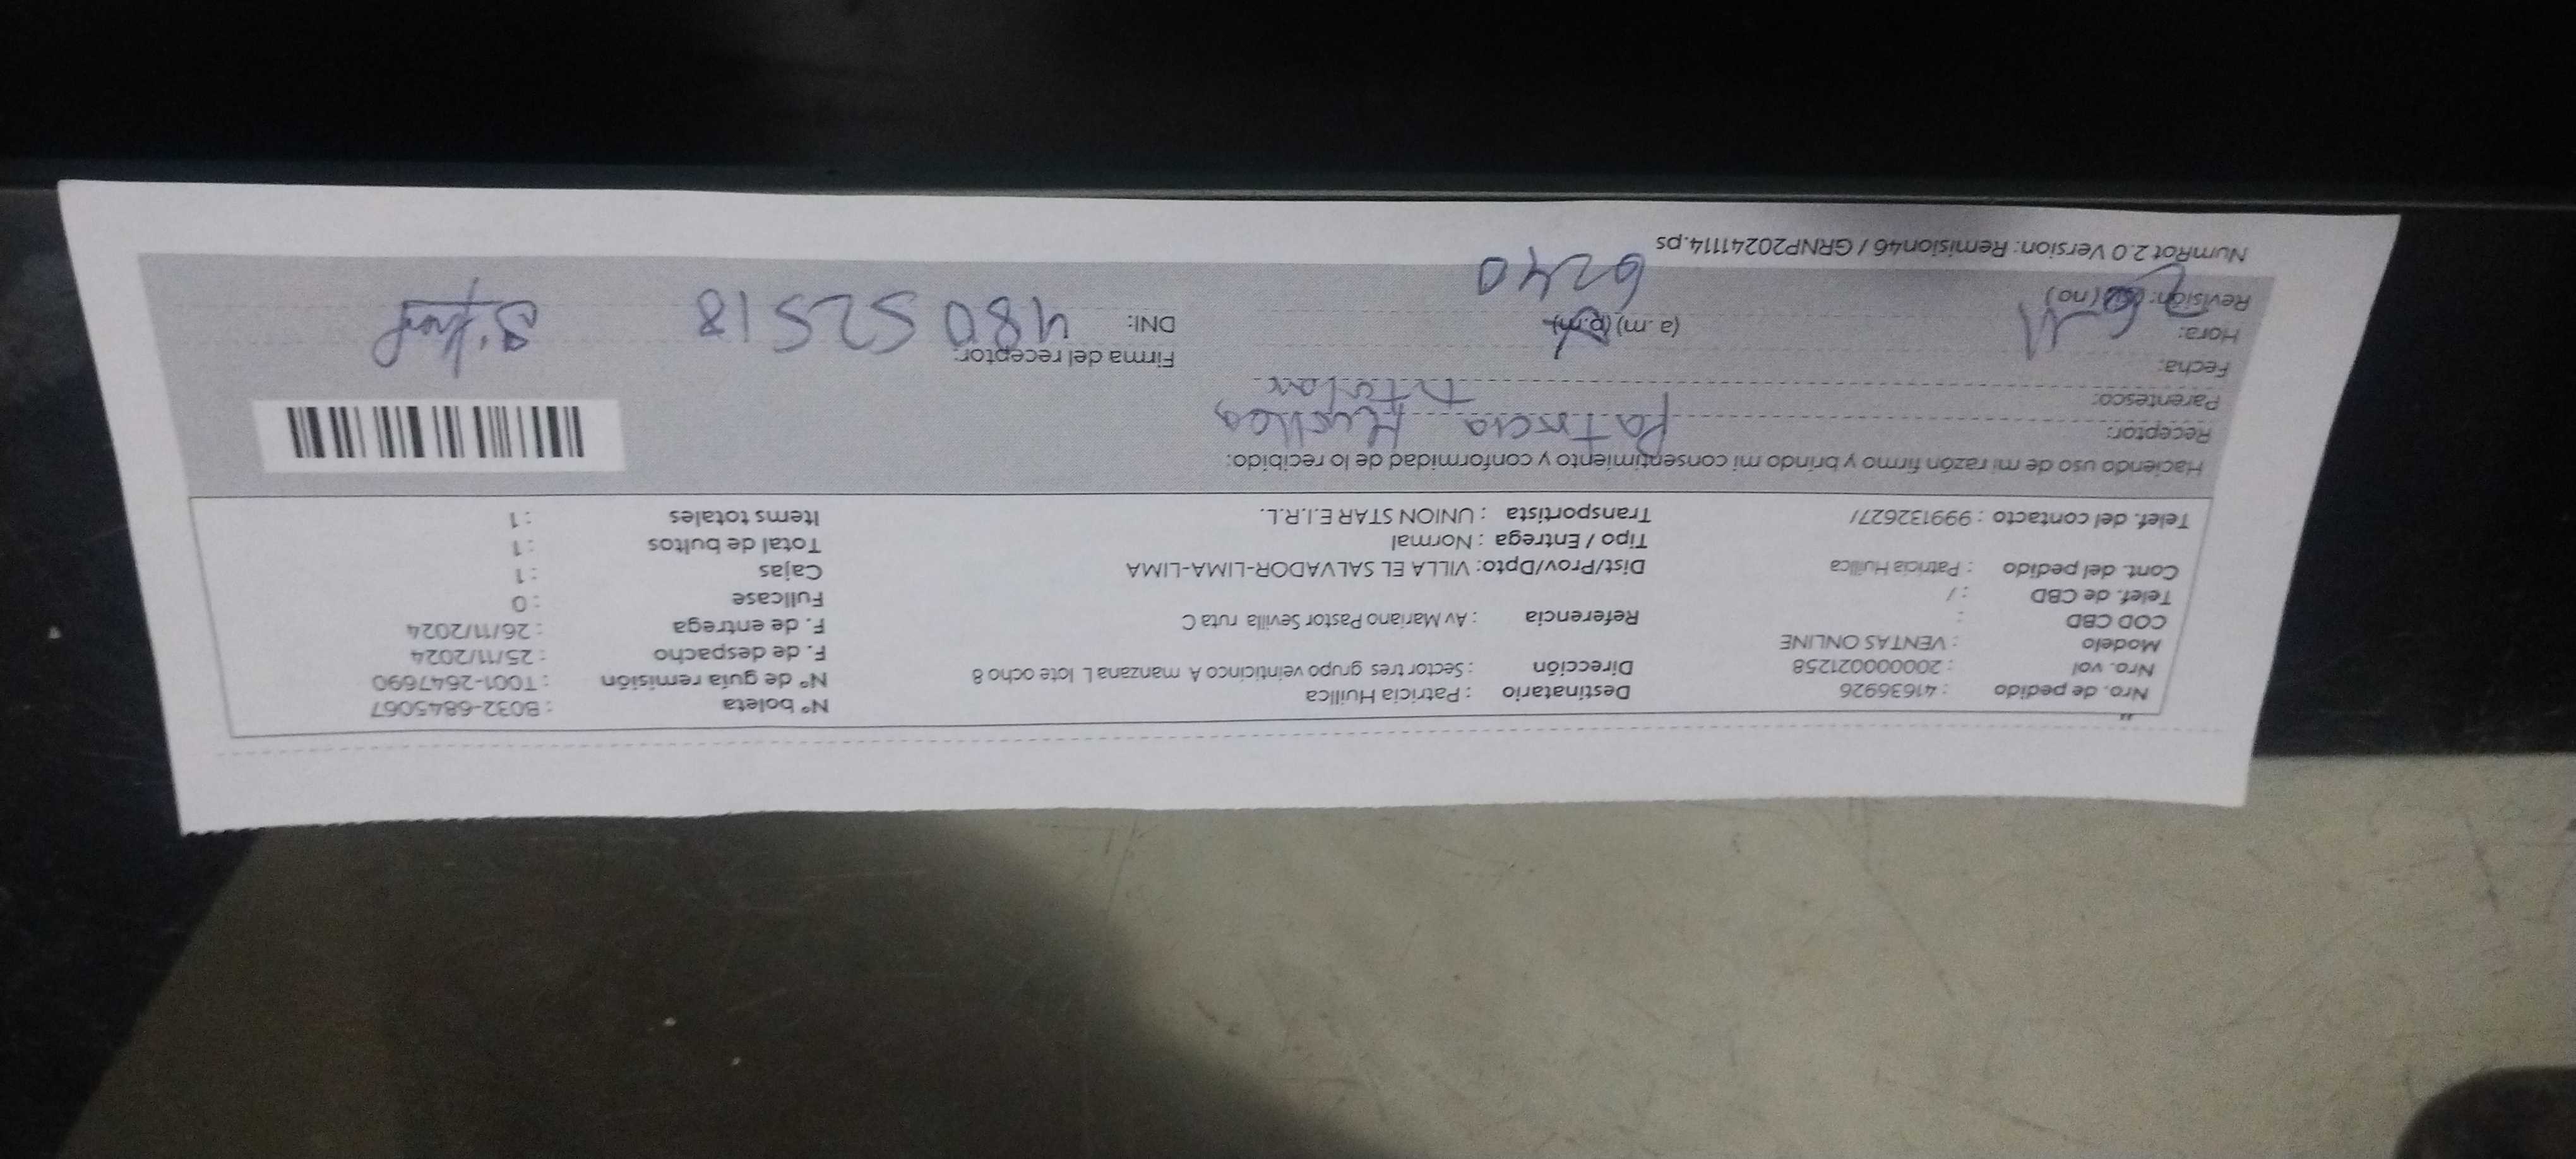 Nro. de pedido : 41636926 Destinatario : Patricia Huillca Nº boleta : B032-6845067
Nro. vol : 2000000021258 Dirección : Sector tres grupo veinticinco A manzana L lote ocho 8 Nº de guía remisión : T001-2647690
Modelo : VENTAS ONLINE F. de despacho : 25/11/2024
COD CBD : Referencia : Av Mariano Pastor Sevilla ruta C F. de entrega : 26/11/2024
Telef. de CBD : / Fullcase : 0
Cont. del pedido : Patricia Huillca Dist/Prov/Dpto: VILLA EL SALVADOR-LIMA-LIMA Cajas : 1
Tipo / Entrega : Normal Total de bultos : 1
Telef. del contacto : 999132627/ Transportista : UNION STAR E.I.R.L. Items totales : 1
Haciendo uso de mi razón firmo y brindo mi consentimiento y conformidad de lo recibido:
Receptor: Patricia Huillca
Parentesco: titular
Fecha: Firma del receptor:
Hora: (a.m) (p.m) DNI: 48052518
Revisión: (no) 6240
NumRot 2.0 Version: Remision46 / GRNP20241114.ps